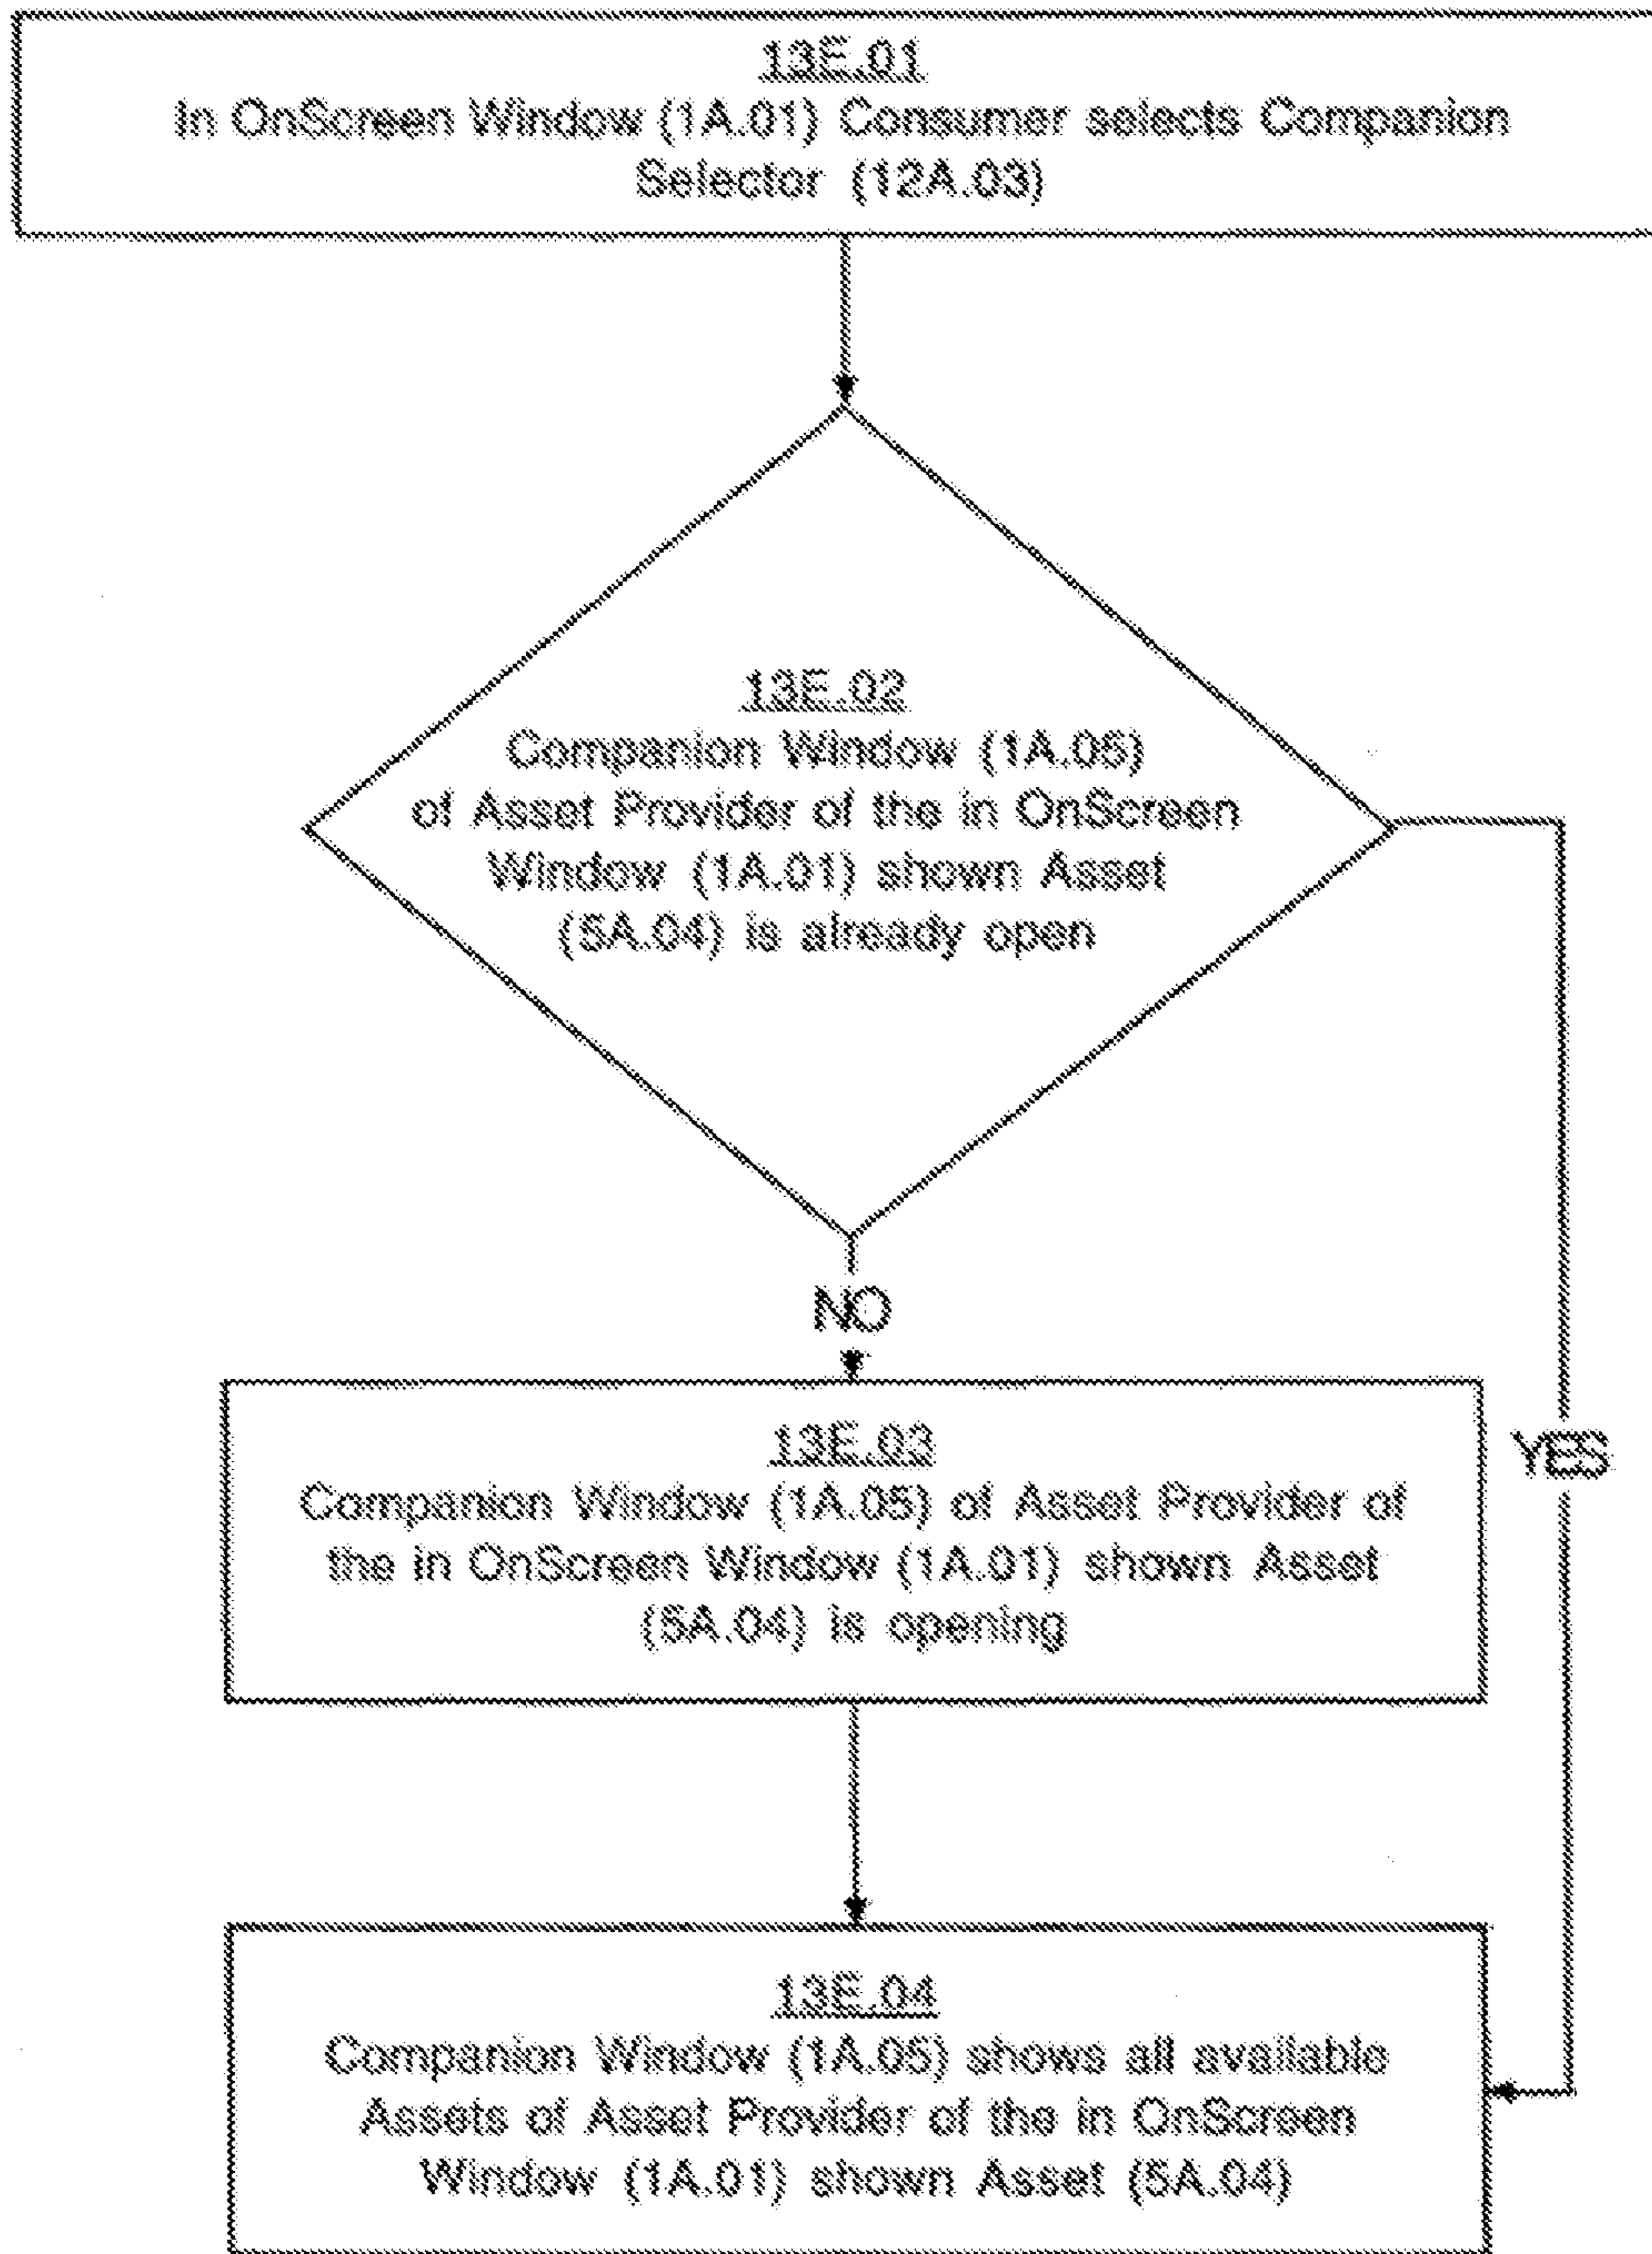 13E.01
In OnScreen Window (1A.01) Consumer selects Companion
Selector (12A.03)
13E.02
Companion Window (1A.05)
of Asset Provider of the in OnScreen
Window (1A.01) shown Asset
(5A.04) is already open
NO
13E.03
Companion Window (1A.05) of Asset Provider of
the in OnScreen Window (1A.01) shown Asset
(5A.04) is opening
YES
13E.04
Companion Window (1A.05) shows all available
Assets of Asset Provider of the in OnScreen
Window (1A.01) shown Asset (5A.04)